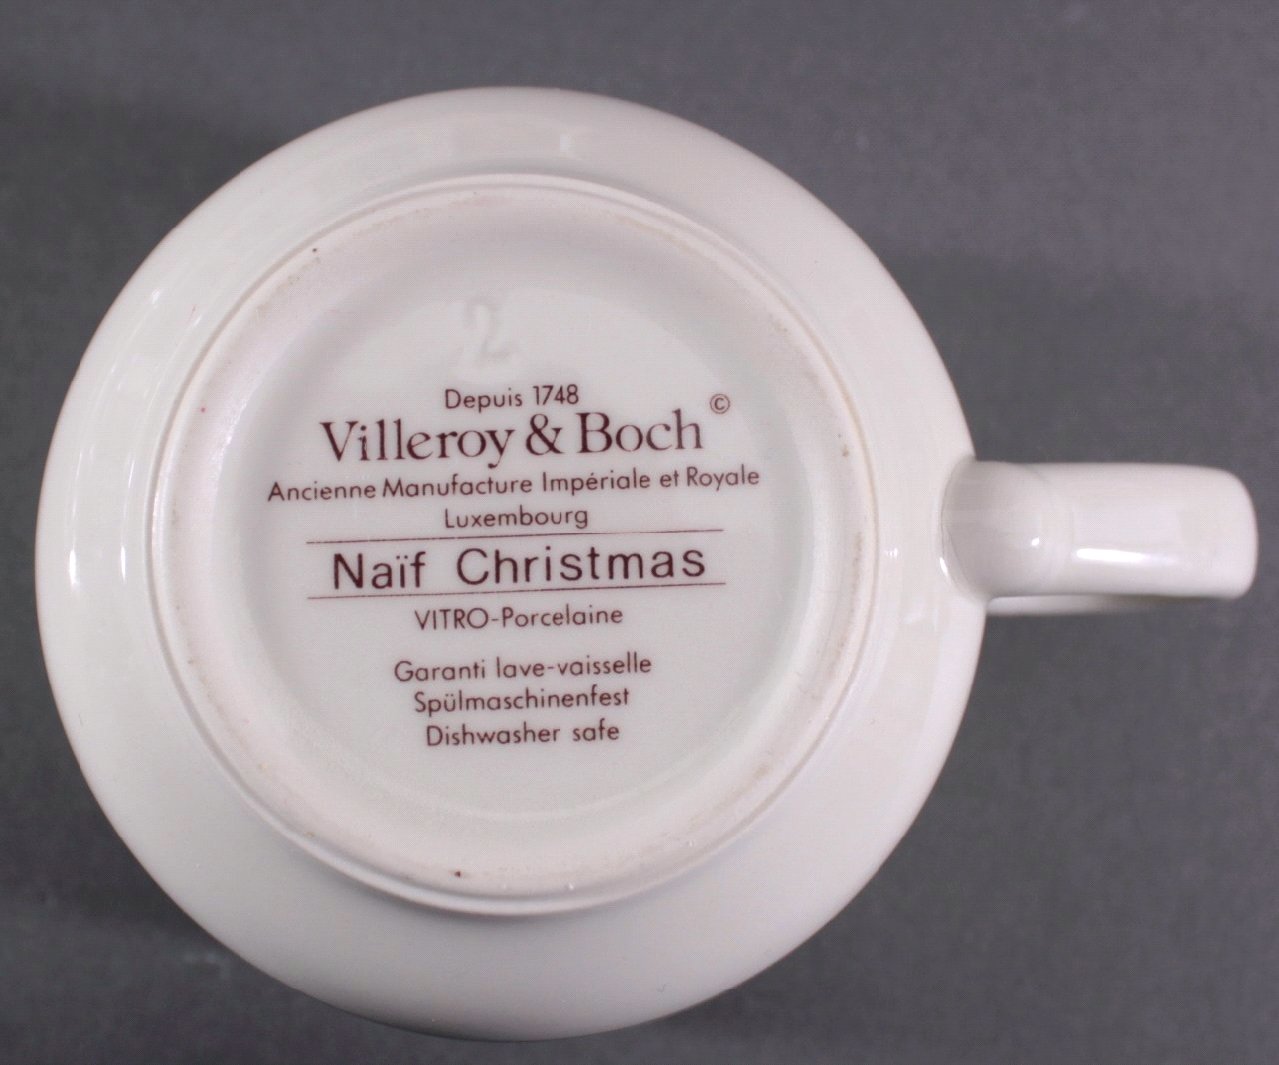 2
Depuis 1748
Villeroy & Boch ©
Ancienne Manufacture Impériale et Royale
Luxembourg
Naïf Christmas
VITRO-Porcelaine
Garanti lave-vaisselle
Spülmaschinenfest
Dishwasher safe